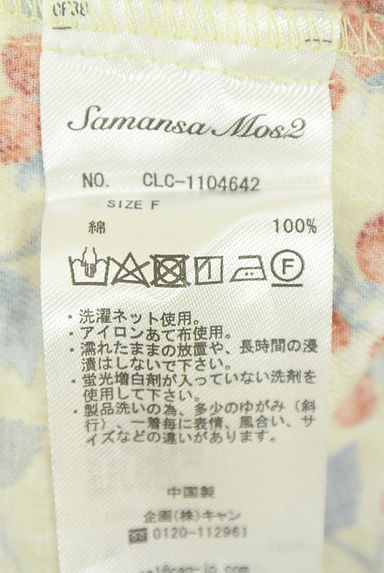 Samansa Mos2
NO. CLC-1104642
SIZE F
綿 100%
F
・洗濯ネット使用。
・アイロンあて布使用。
・濡れたままの放置や、長時間の浸
漬はしないで下さい。
・蛍光増白剤が入っていない洗剤を
使用して下さい。
・製品洗いの為、多少のゆがみ（斜
行）、一着毎に表情、風合い、サ
イズなどの違いがあります。
中国製
企画(株)キャン
☎0120-112961